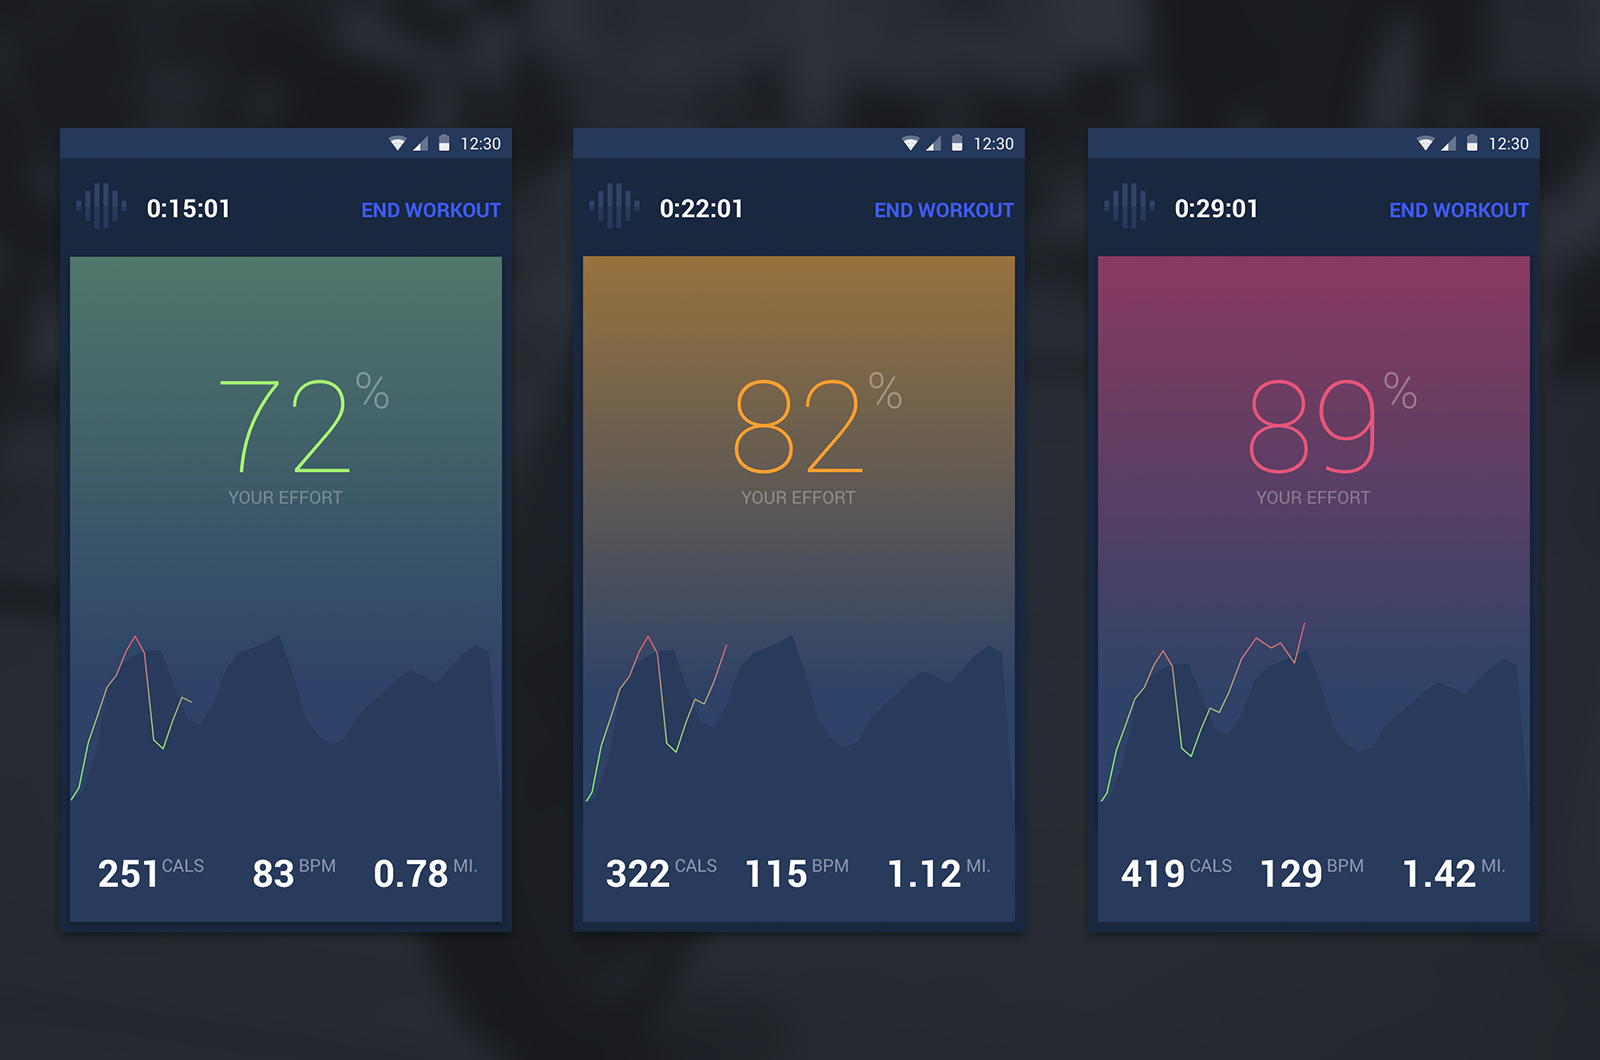 12:30
0:15:01 END WORKOUT
72%
YOUR EFFORT
251 CALS 83 BPM 0.78 MI.
12:30
0:22:01 END WORKOUT
82%
YOUR EFFORT
322 CALS 115 BPM 1.12 MI.
12:30
0:29:01 END WORKOUT
89%
YOUR EFFORT
419 CALS 129 BPM 1.42 MI.